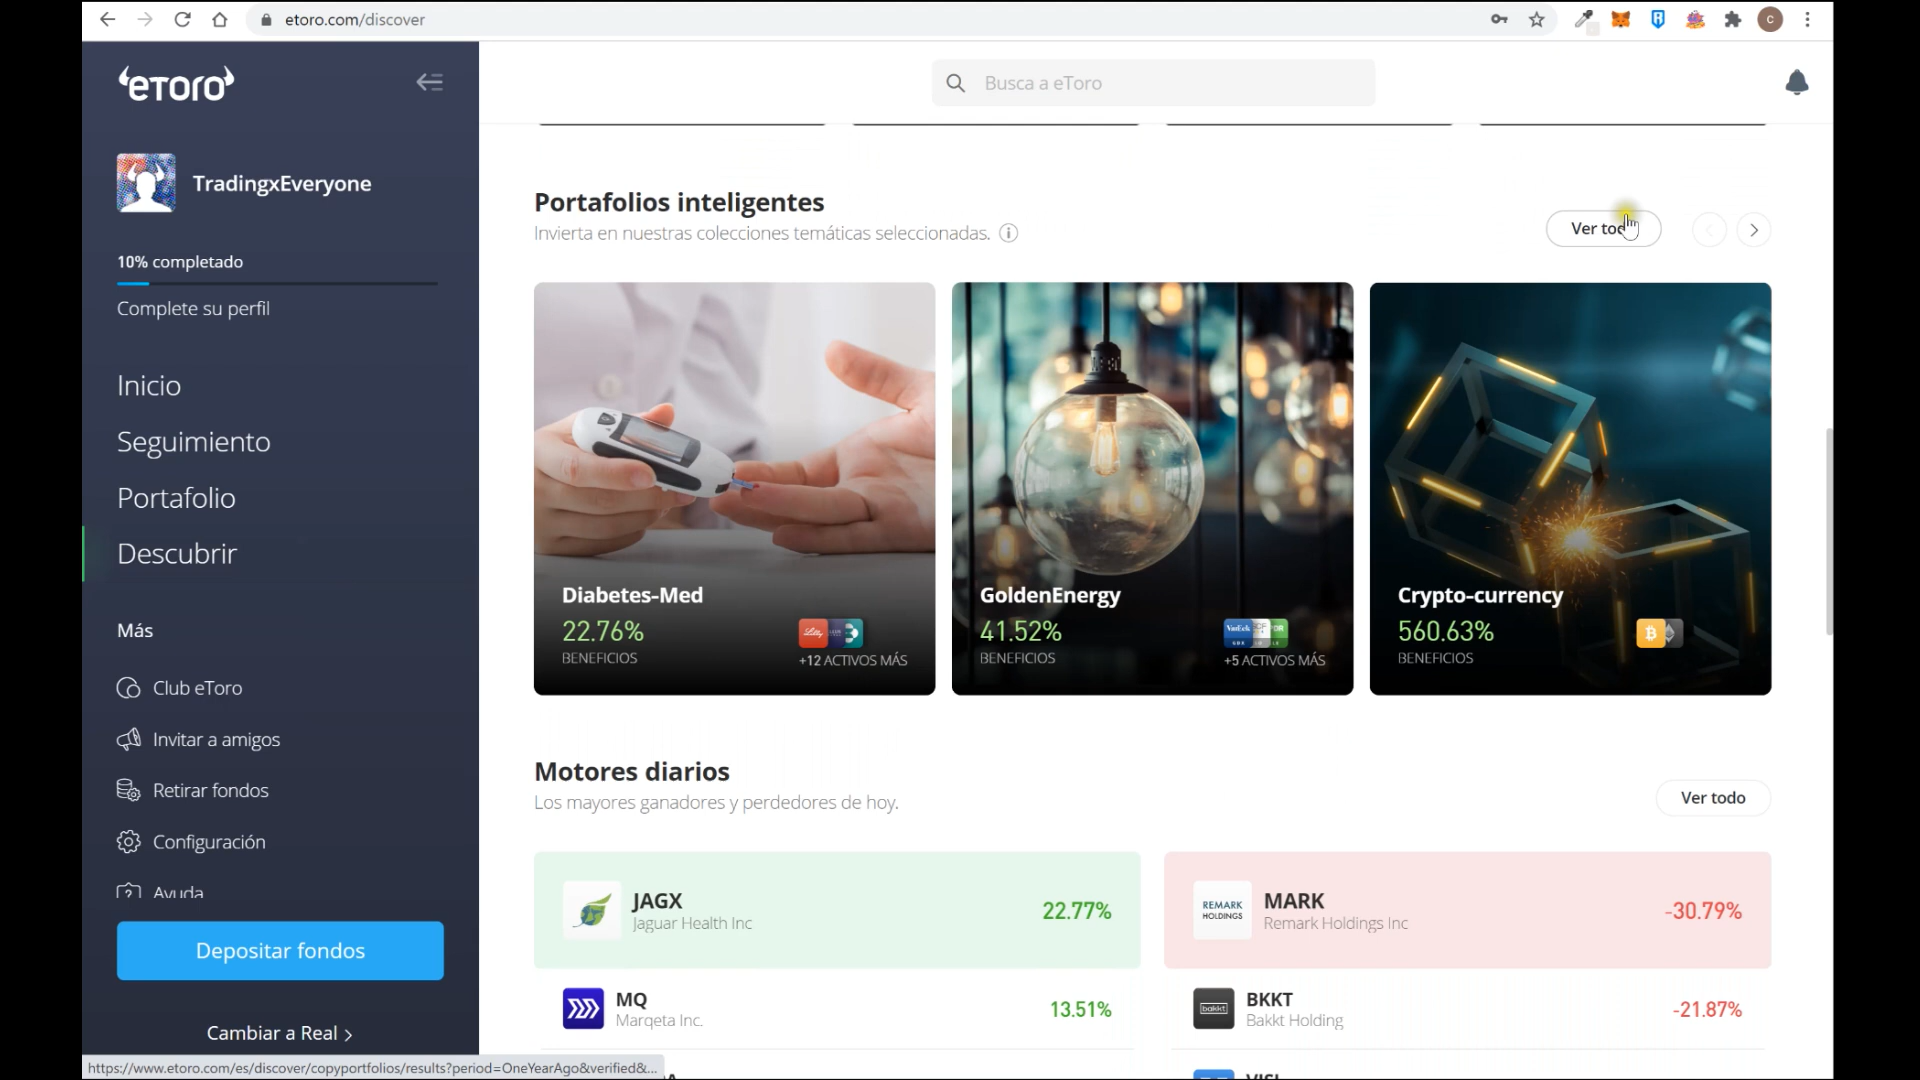 etoro.com/discover
C
eToro
Busca a eToro
TradingxEveryone
10% completado
Complete su perfil
Inicio
Seguimiento
Portafolio
Descubrir
Más
Club eToro
Invitar a amigos
Retirar fondos
Configuración
Ayuda
Depositar fondos
Cambiar a Real >
https://www.etoro.com/es/discover/copyportfolios/results?period=OneYearAgo&verified&...
Portafolios inteligentes
Invierta en nuestras colecciones temáticas seleccionadas.
Ver todo
Diabetes-Med
22.76%
BENEFICIOS
Lilly
+12 ACTIVOS MÁS
GoldenEnergy
41.52%
BENEFICIOS
VanEck
+5 ACTIVOS MÁS
Crypto-currency
560.63%
BENEFICIOS
Motores diarios
Los mayores ganadores y perdedores de hoy.
Ver todo
JAGX
Jaguar Health Inc
22.77%
REMARK
HOLDINGS
MARK
Remark Holdings Inc
-30.79%
MQ
Marqeta Inc.
13.51%
bakkt
BKKT
Bakkt Holding
-21.87%